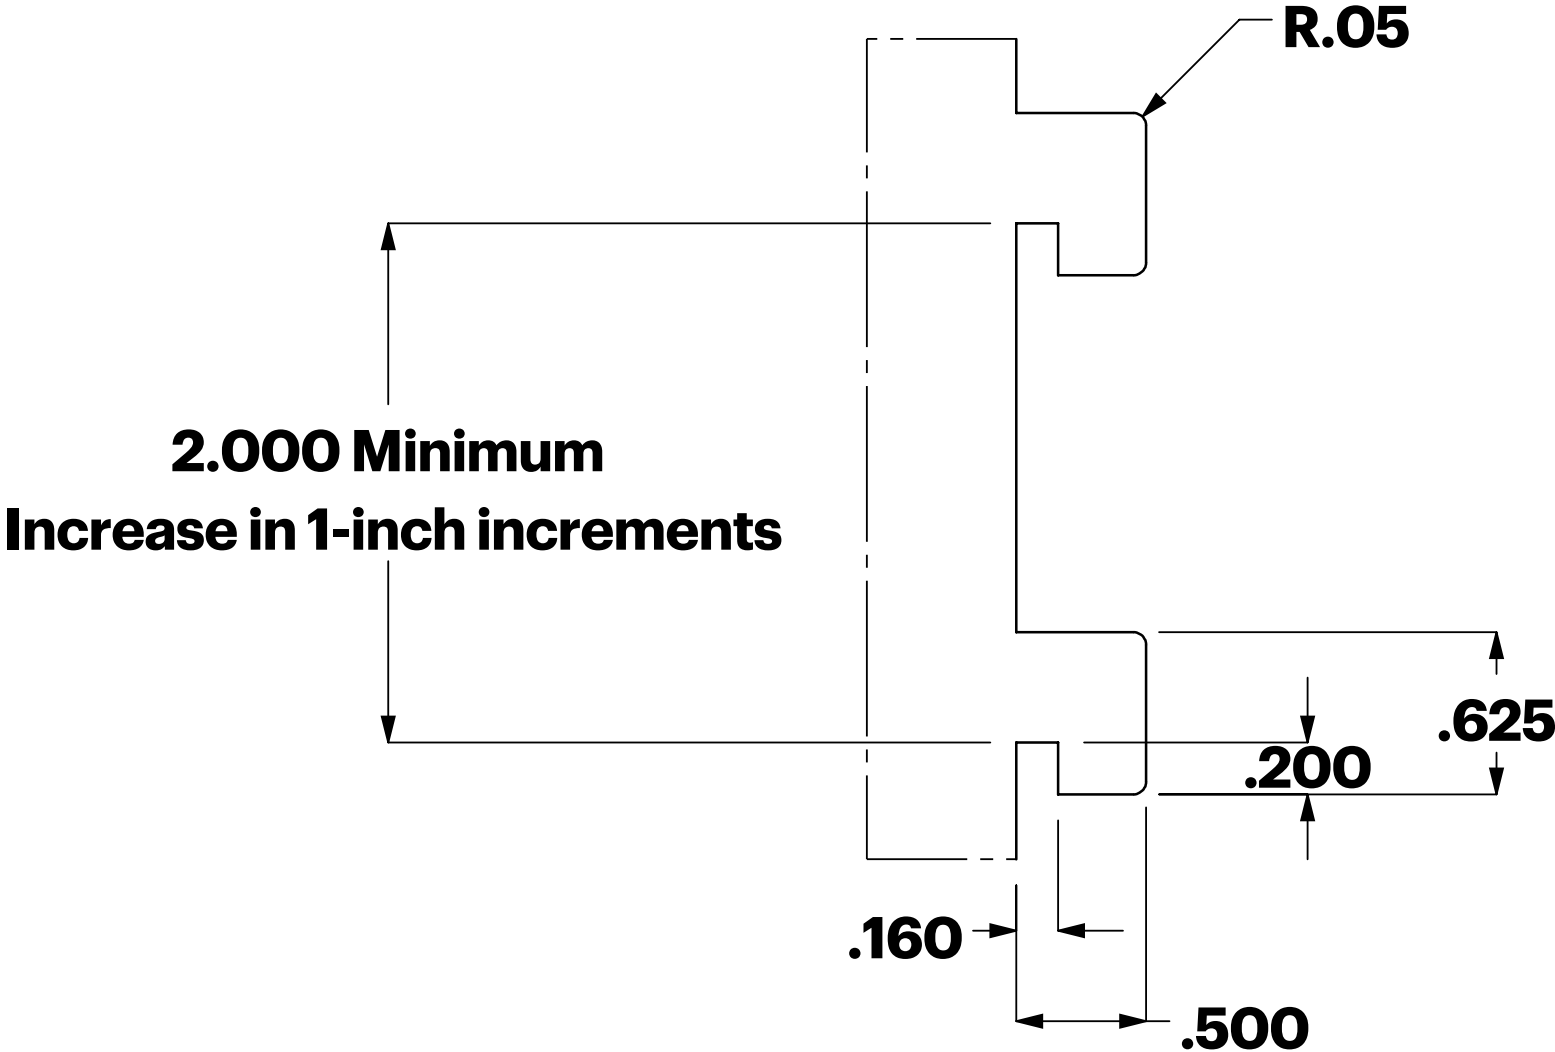 R.05
2.000 Minimum
Increase in 1-inch increments
.625
.200
.160
.500